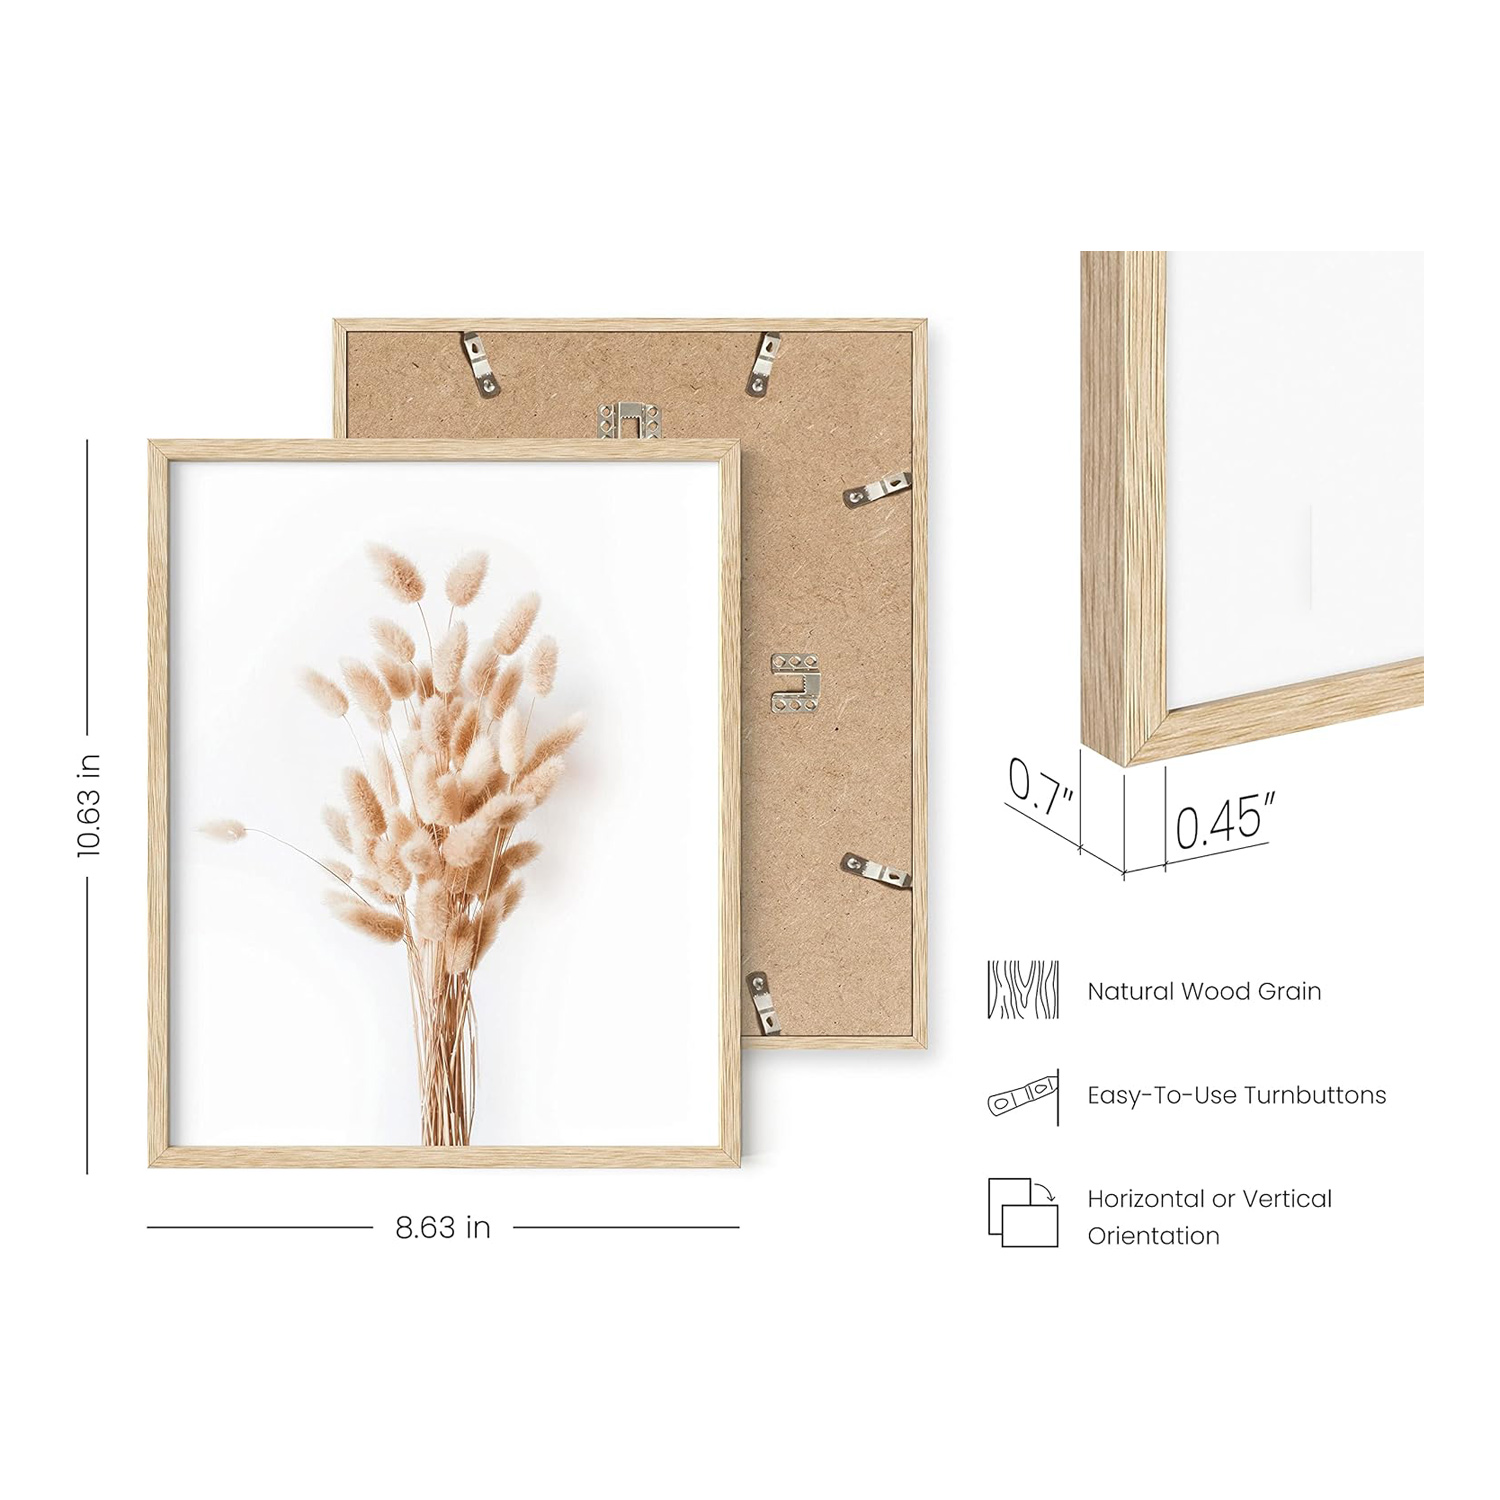 10.63 in
8.63 in
0.7"
0.45"
Natural Wood Grain
Easy-To-Use Turnbuttons
Horizontal or Vertical
Orientation